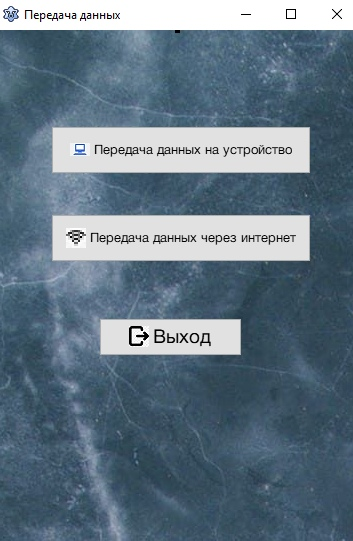 Передача данных
Передача данных на устройство
Передача данных через интернет
Выход